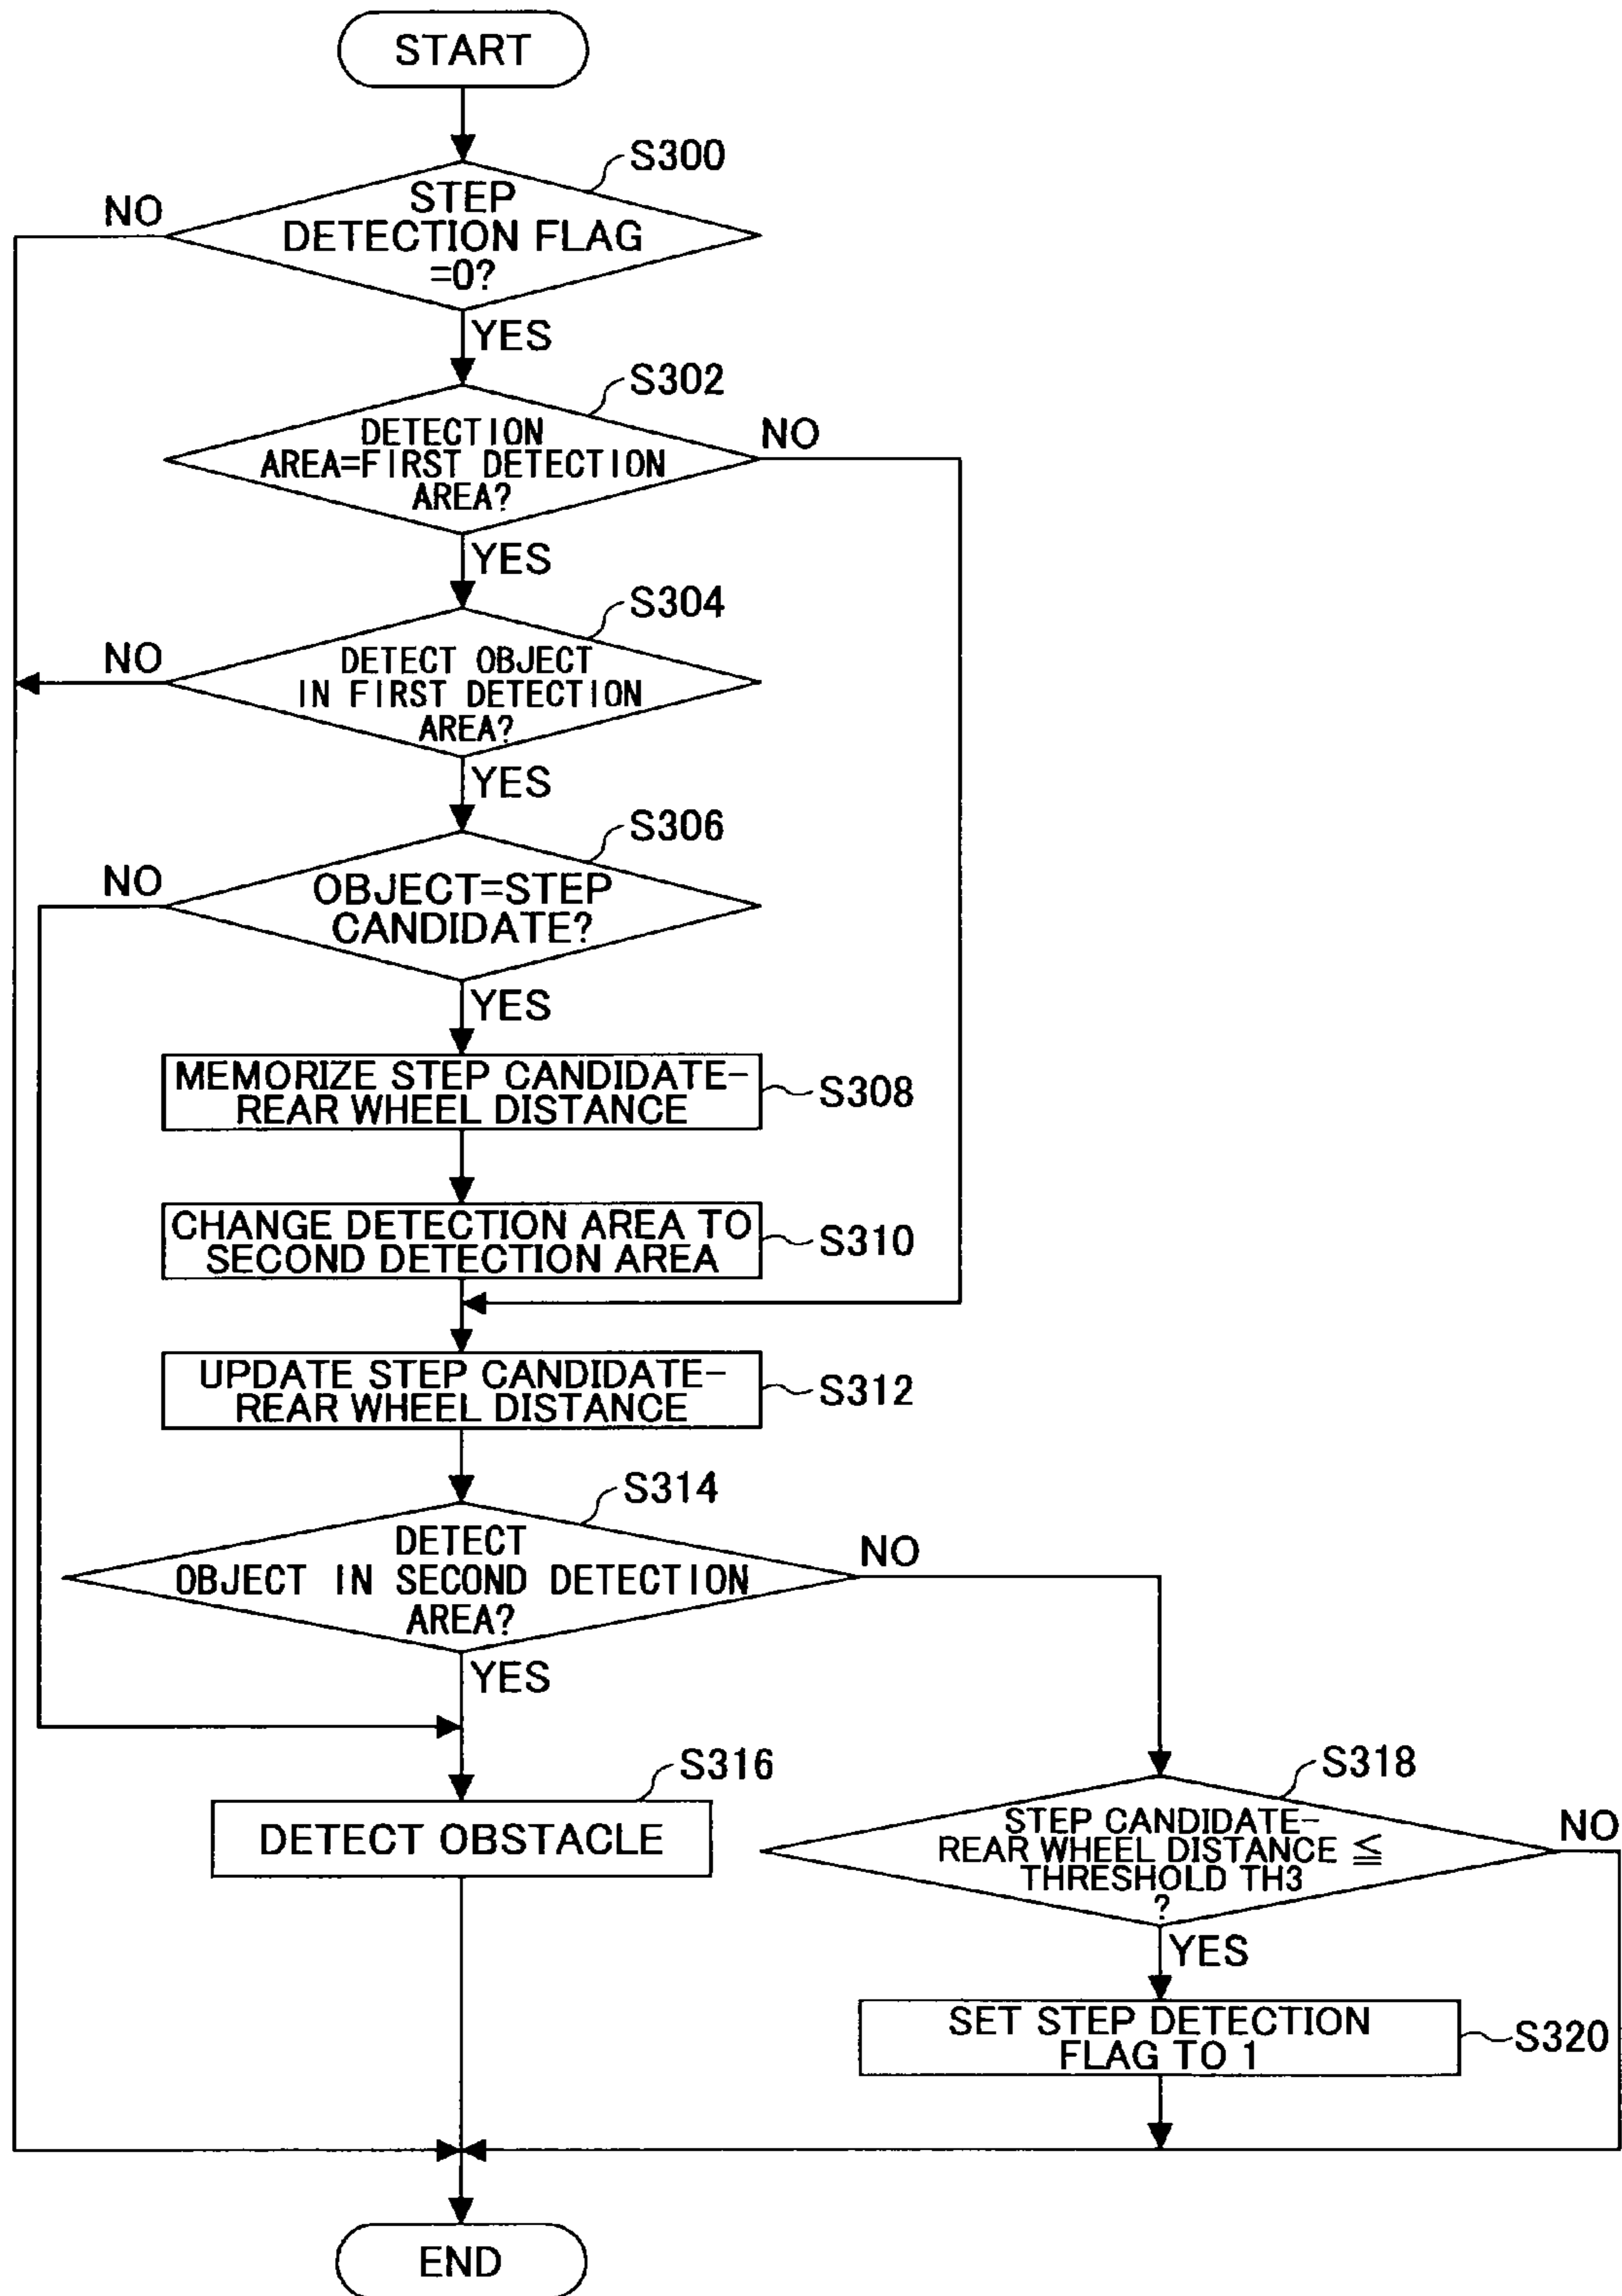 START
S300
STEP
DETECTION FLAG
=0?
NO
YES
S302
DETECTION
AREA=FIRST DETECTION
AREA?
NO
YES
S304
DETECT OBJECT
IN FIRST DETECTION
AREA?
NO
YES
S306
OBJECT=STEP
CANDIDATE?
NO
YES
MEMORIZE STEP CANDIDATE-
REAR WHEEL DISTANCE
S308
CHANGE DETECTION AREA TO
SECOND DETECTION AREA
S310
UPDATE STEP CANDIDATE-
REAR WHEEL DISTANCE
S312
S314
DETECT
OBJECT IN SECOND DETECTION
AREA?
NO
YES
S316
DETECT OBSTACLE
S318
STEP CANDIDATE-
REAR WHEEL DISTANCE ≦
THRESHOLD TH3
?
NO
YES
SET STEP DETECTION
FLAG TO 1
S320
END